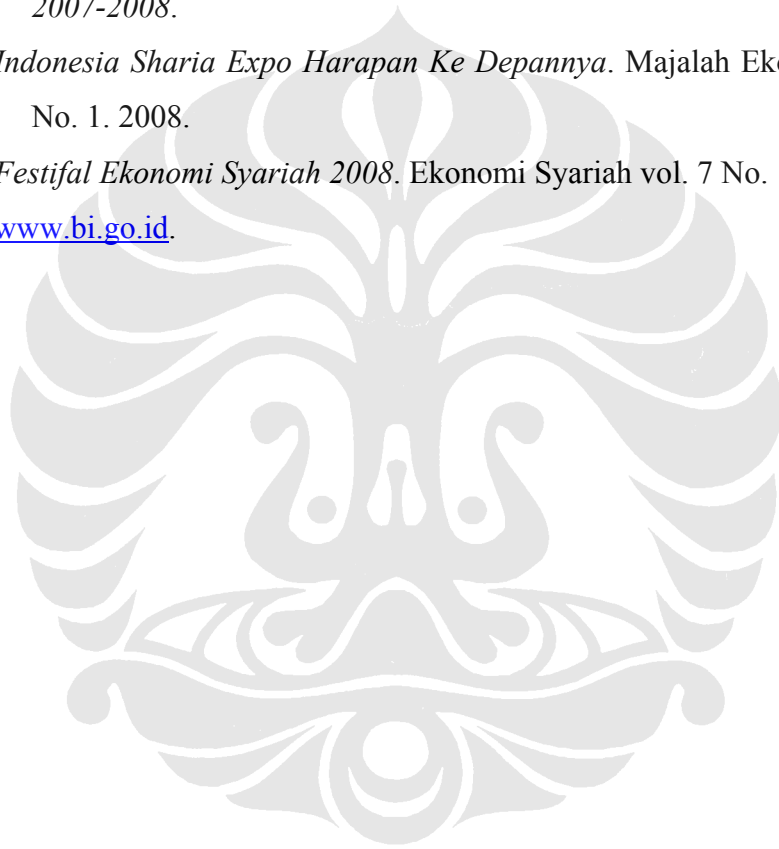 2007-2008.
Indonesia Sharia Expo Harapan Ke Depannya. Majalah Eko
No. 1. 2008.
Festifal Ekonomi Syariah 2008. Ekonomi Syariah vol. 7 No.
www.bi.go.id.